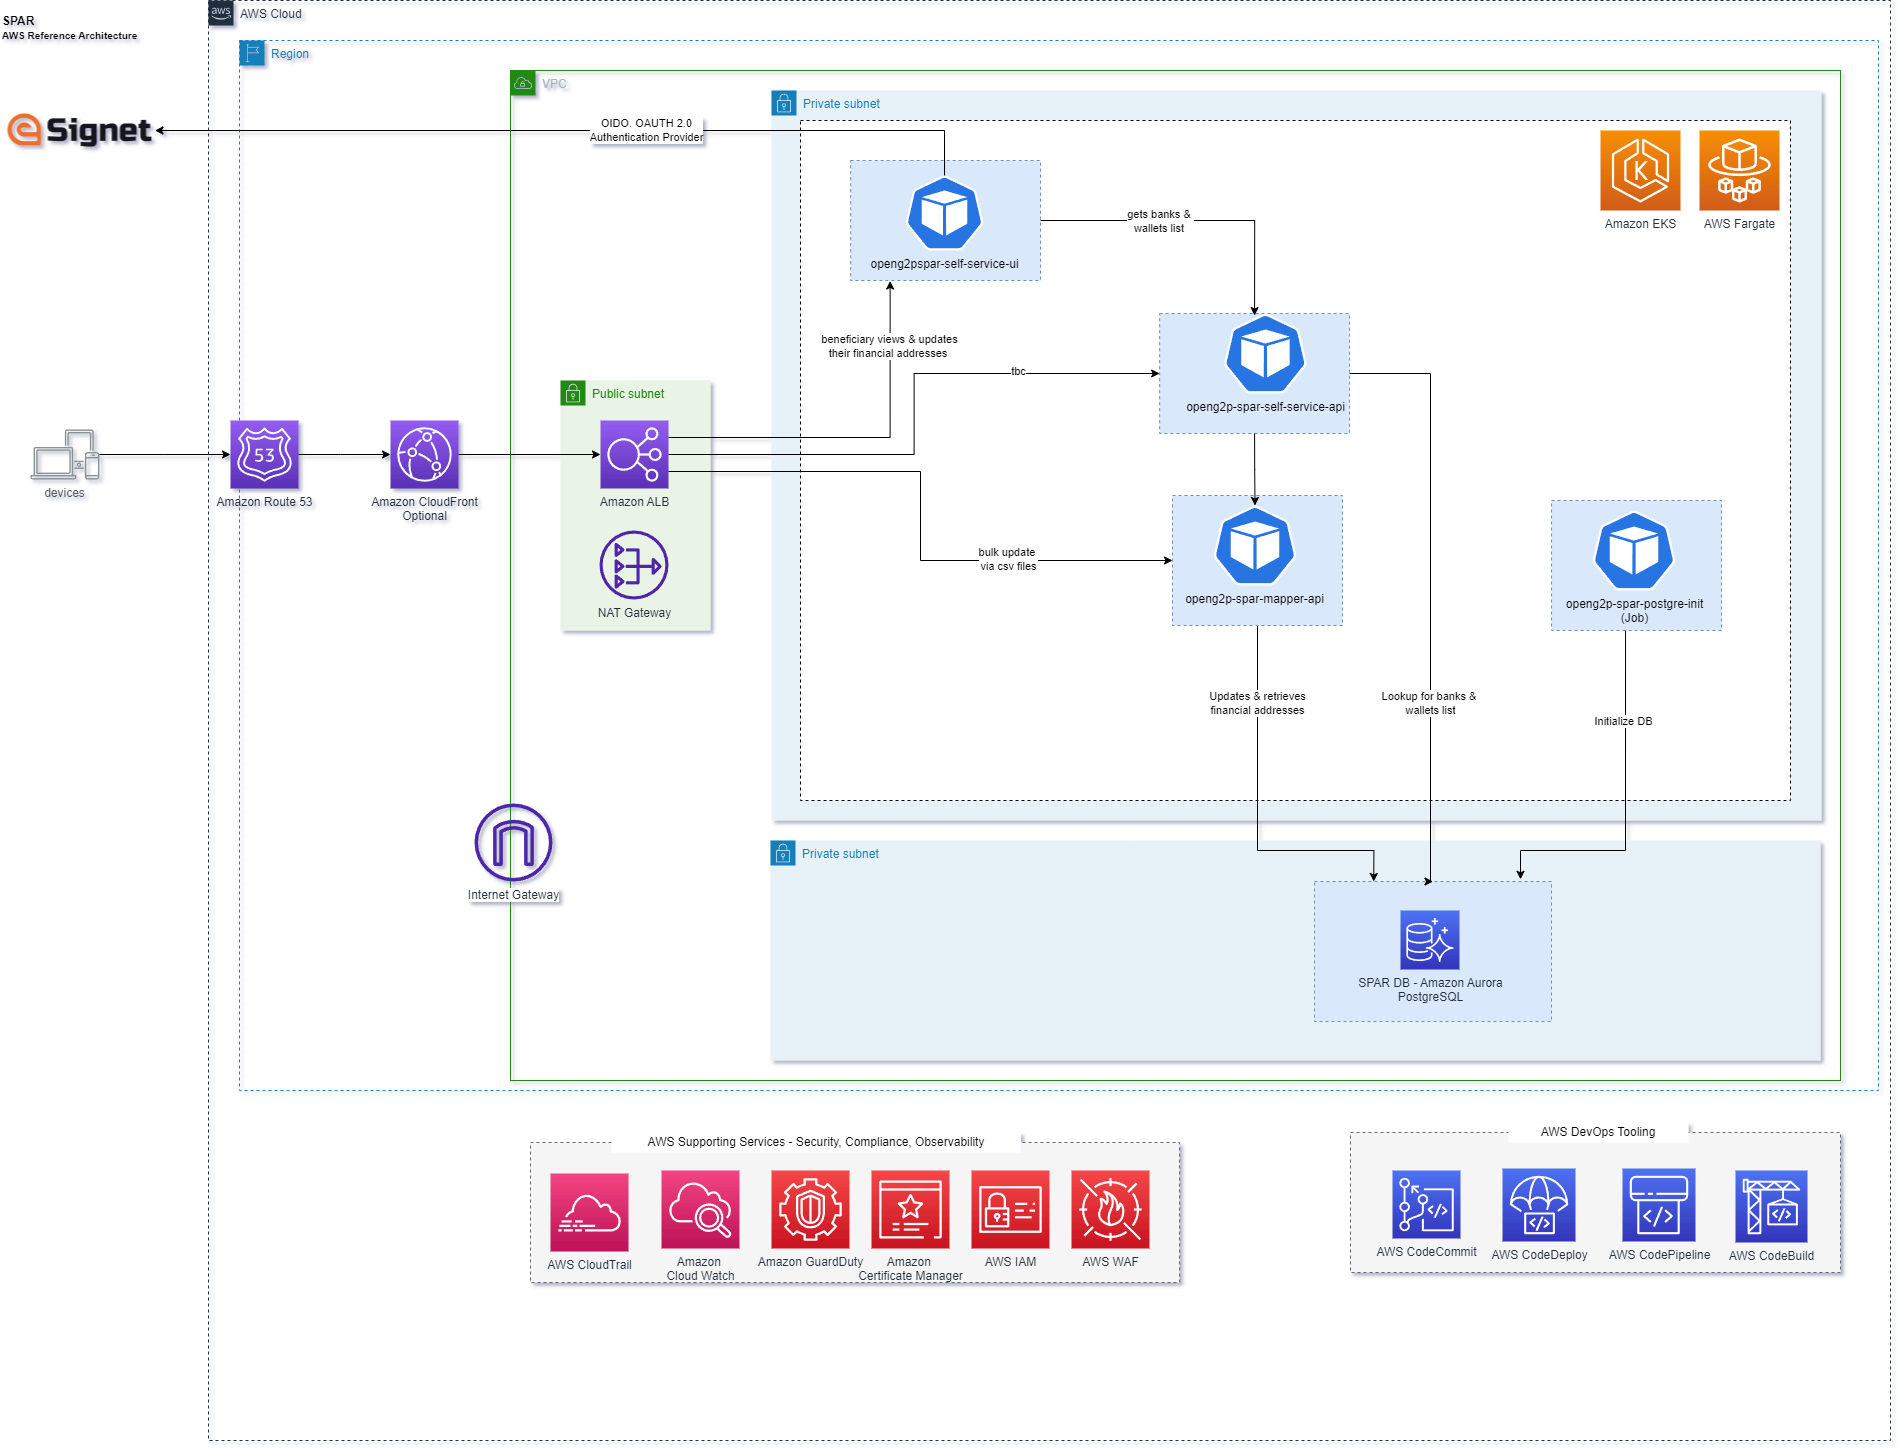 SPAR
AWS Reference Architecture
aws
AWS Cloud
Region
VPC
Private subnet
eSignet
OIDO. OAUTH 2.0
Authentication Provider
Amazon EKS
AWS Fargate
openg2pspar-self-service-ui
gets banks &
wallets list
beneficiary views & updates
their financial addresses
tbc
openg2p-spar-self-service-api
Public subnet
devices
53
Amazon Route 53
Amazon CloudFront
Optional
Amazon ALB
NAT Gateway
bulk update
via csv files
openg2p-spar-mapper-api
openg2p-spar-postgre-init
(Job)
Updates & retrieves
financial addresses
Lookup for banks &
wallets list
Initialize DB
Internet Gateway
Private subnet
SPAR DB - Amazon Aurora
PostgreSQL
AWS Supporting Services - Security, Compliance, Observability
AWS CloudTrail
Amazon
Cloud Watch
Amazon GuardDuty
Amazon
Certificate Manager
AWS IAM
AWS WAF
AWS DevOps Tooling
AWS CodeCommit
AWS CodeDeploy
AWS CodePipeline
AWS CodeBuild